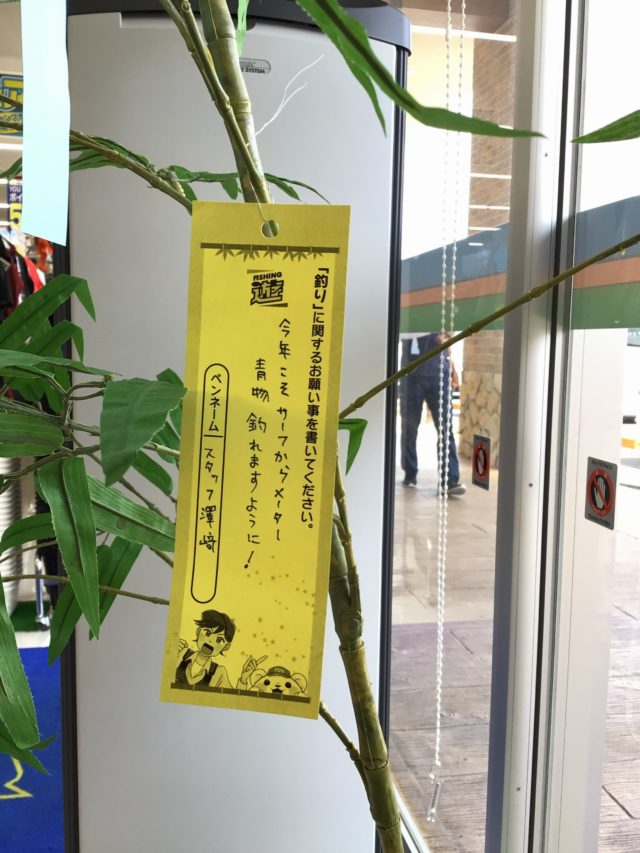 「釣り」に関するお願い事を書いてください。
FISHING
遊
今年こそサーフからメーター
青物釣れますように!
ペンネーム スタッフ澤﨑